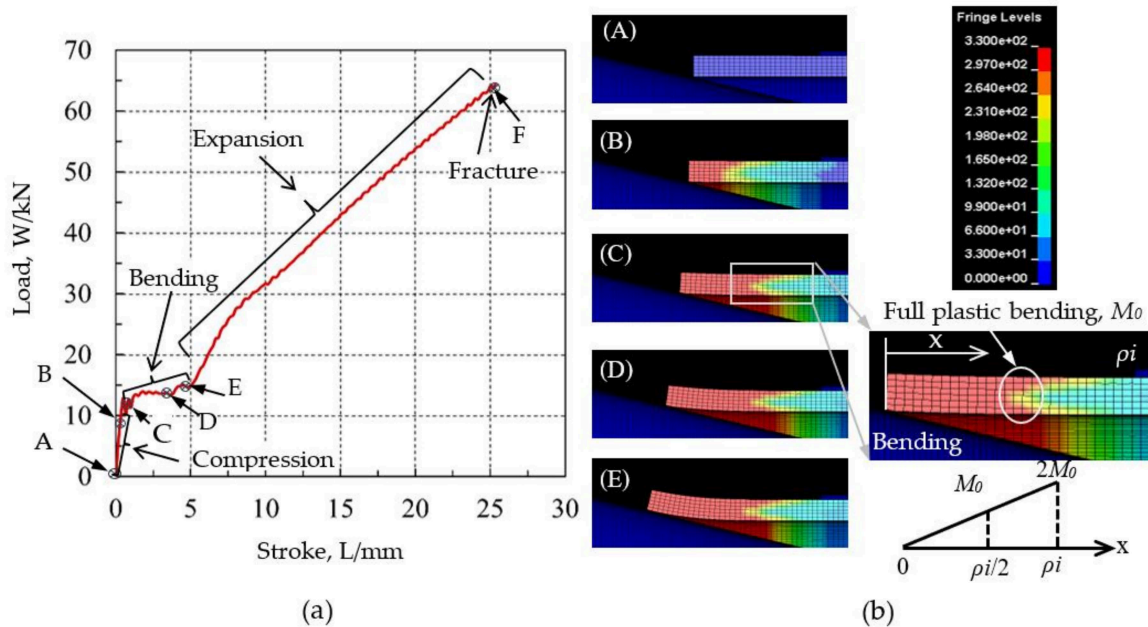 70
60
50
40
30
20
10
0
Load, W/kN
0 5 10 15 20 25 30
Stroke, L/mm
Expansion
F
Fracture
Bending
B
E
C
D
A
Compression
(a)
(A)
(B)
(C)
(D)
(E)
Fringe Levels
3.300e+02
2.970e+02
2.640e+02
2.310e+02
1.980e+02
1.650e+02
1.320e+02
9.901e+01
6.600e+01
3.300e+01
0.000e+00
Full plastic bending, M0
x
ρi
Bending
M0
2M0
0
ρi/2
ρi
x
(b)